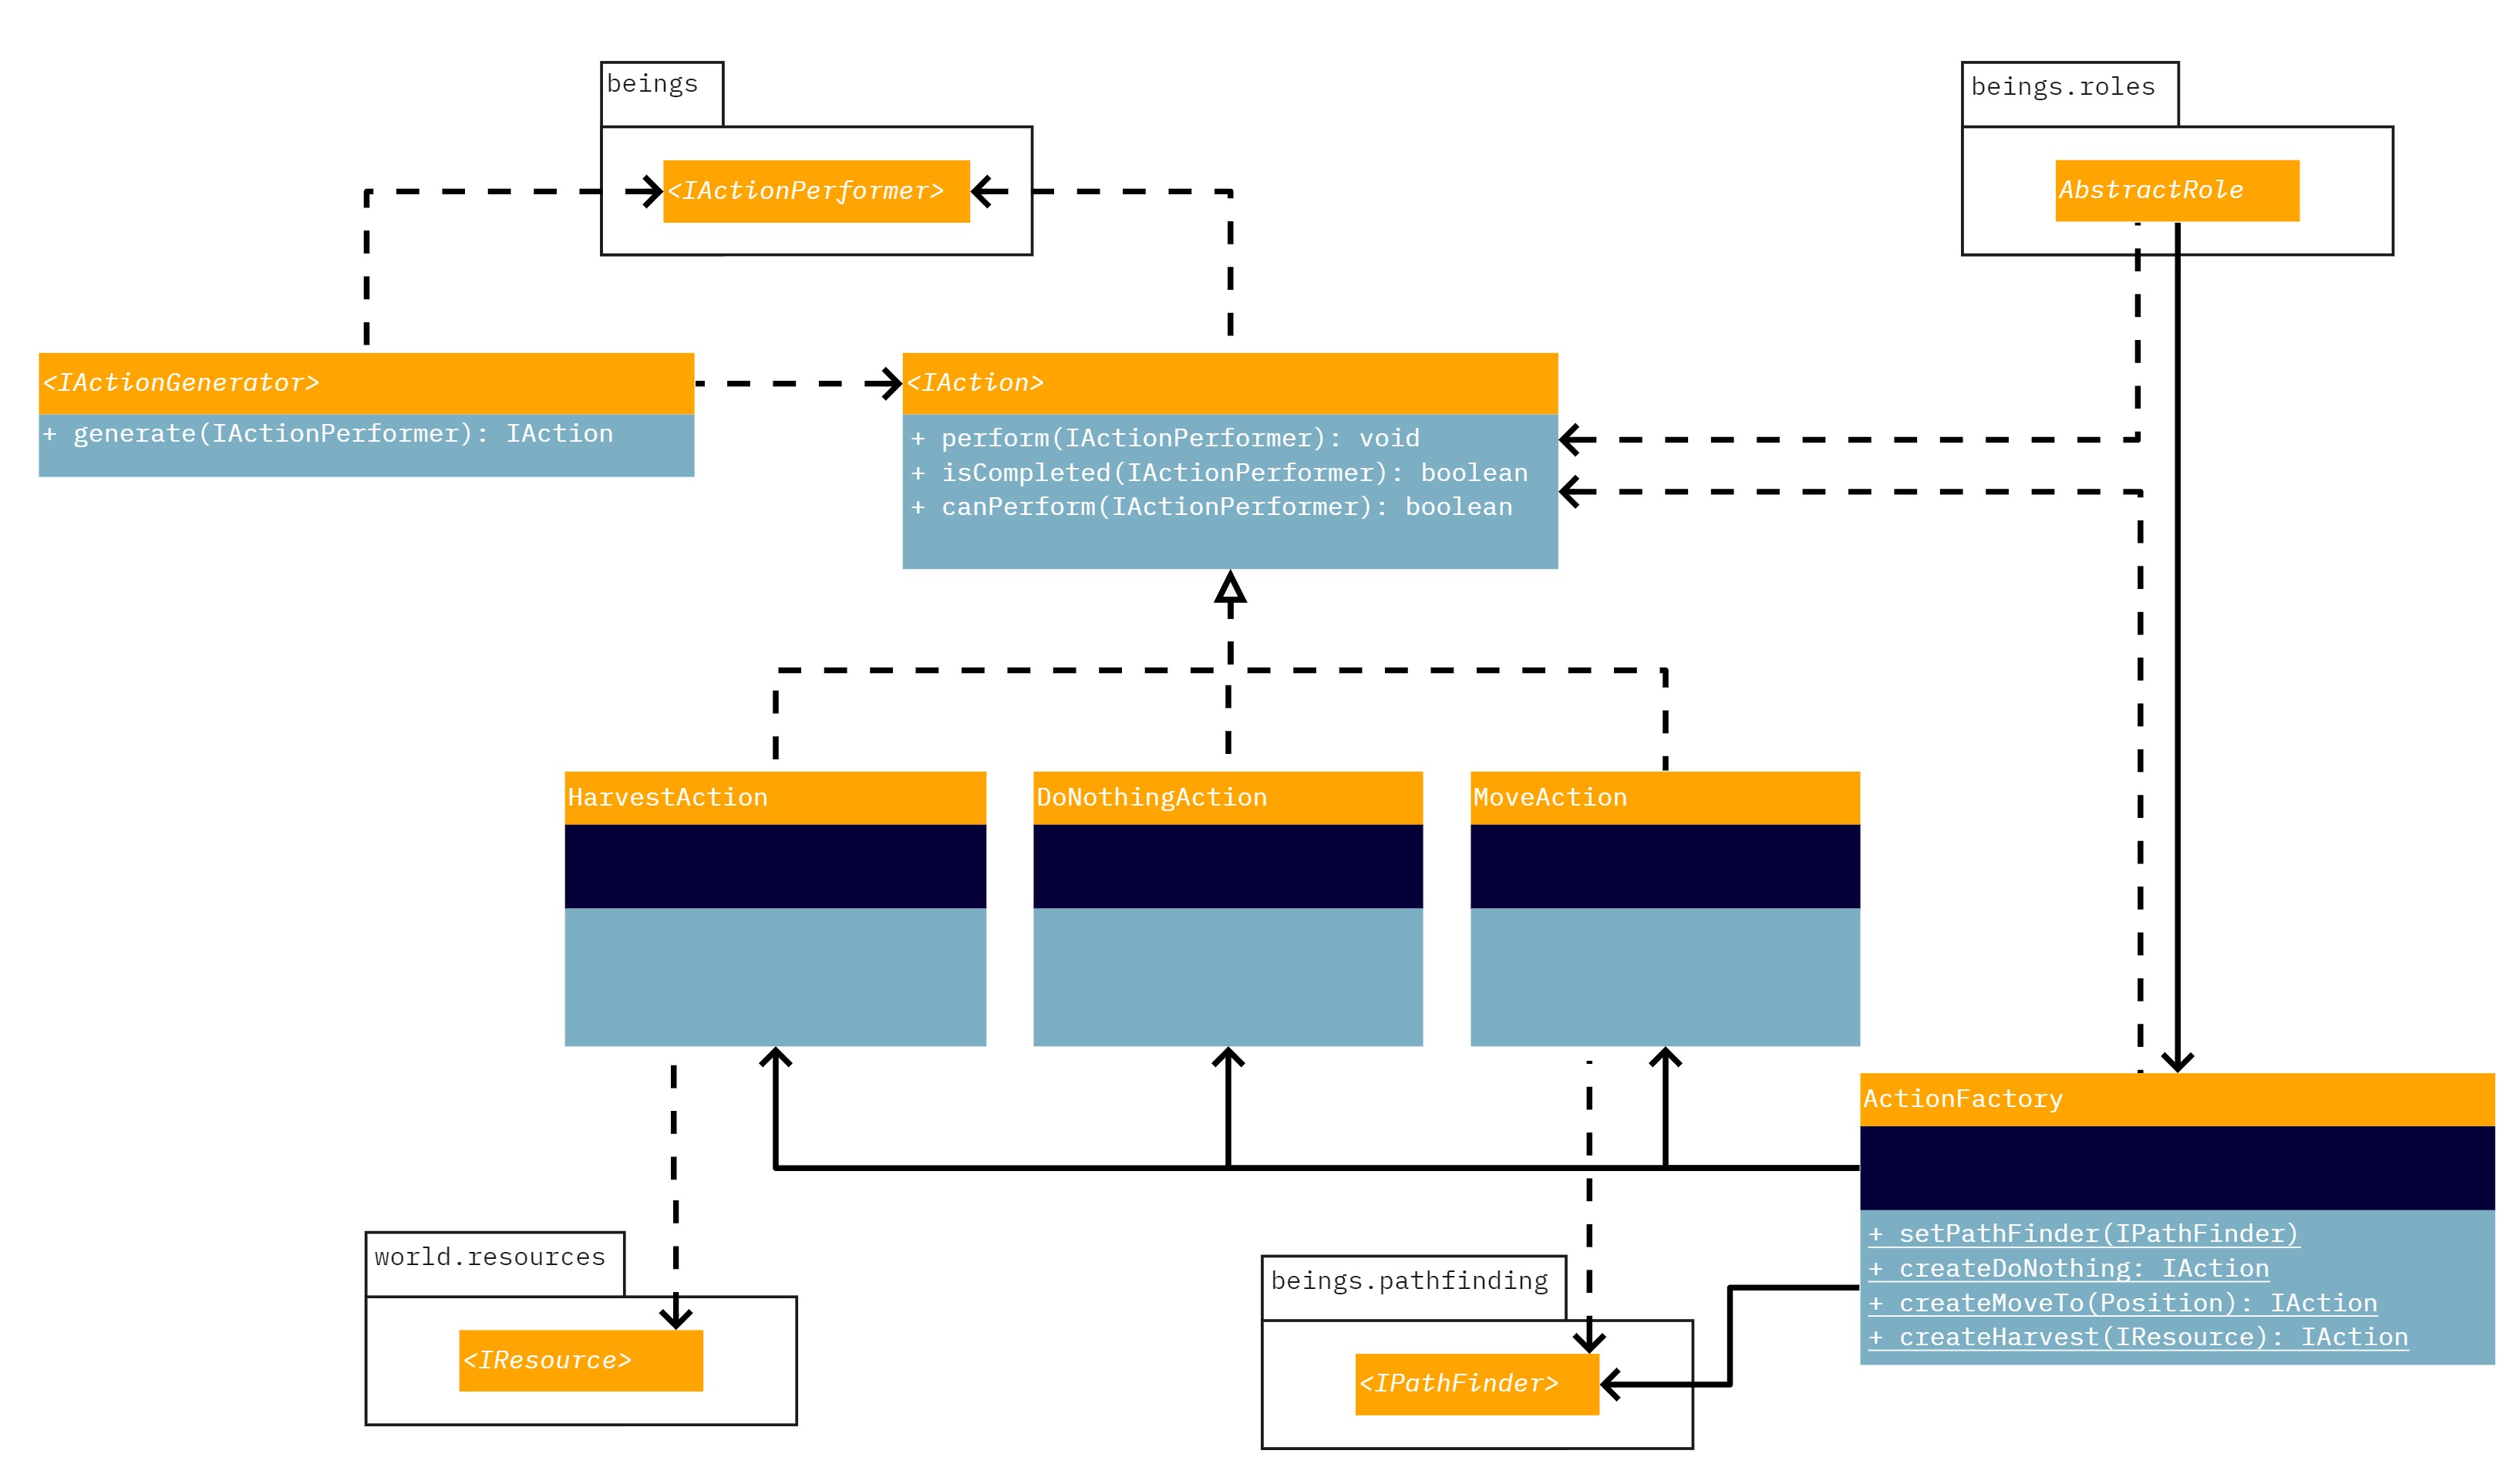 beings
beings.roles
<IActionPerformer>
AbstractRole
<IActionGenerator>
+ generate(IActionPerformer): IAction
<IAction>
+ perform(IActionPerformer): void
+ isCompleted(IActionPerformer): boolean
+ canPerform(IActionPerformer): boolean
HarvestAction
DoNothingAction
MoveAction
ActionFactory
+ setPathFinder(IPathFinder)
+ createDoNothing: IAction
+ createMoveTo(Position): IAction
+ createHarvest(IResource): IAction
world.resources
<IResource>
beings.pathfinding
<IPathFinder>